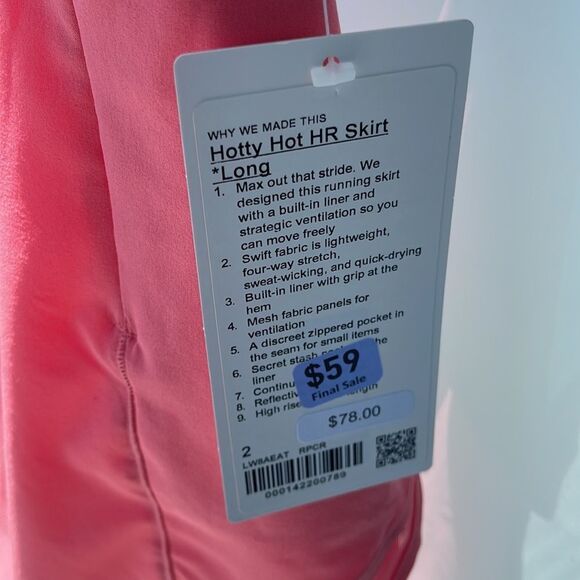 WHY WE MADE THIS
Hotty Hot HR Skirt
*Long
1. Max out that stride. We
designed this running skirt
with a built-in liner and
strategic ventilation so you
can move freely
2. Swift fabric is lightweight,
four-way stretch,
sweat-wicking, and quick-drying
3. Built-in liner with grip at the
hem
4. Mesh fabric panels for
ventilation
5. A discreet zippered pocket in
the seam for small items
6. Secret stash
liner
7.
8.
9. High rise
$59
Final Sale
$78.00
2
LW8AEAT RPCR
000142200789